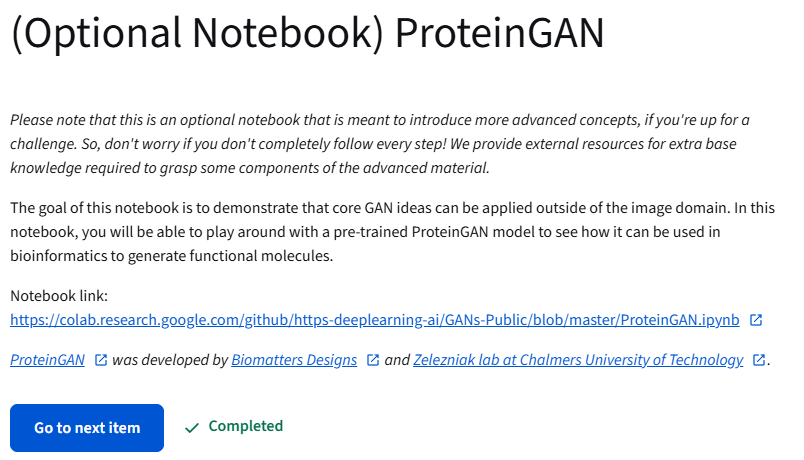 (Optional Notebook) ProteinGAN
Please note that this is an optional notebook that is meant to introduce more advanced concepts, if you're up for a
challenge. So, don't worry if you don't completely follow every step! We provide external resources for extra base
knowledge required to grasp some components of the advanced material.
The goal of this notebook is to demonstrate that core GAN ideas can be applied outside of the image domain. In this
notebook, you will be able to play around with a pre-trained ProteinGAN model to see how it can be used in
bioinformatics to generate functional molecules.
Notebook link:
https://colab.research.google.com/github/https-deeplearning-ai/GANs-Public/blob/master/ProteinGAN.ipynb
ProteinGAN was developed by Biomatters Designs and Zelezniak lab at Chalmers University of Technology.
Go to next item
Completed